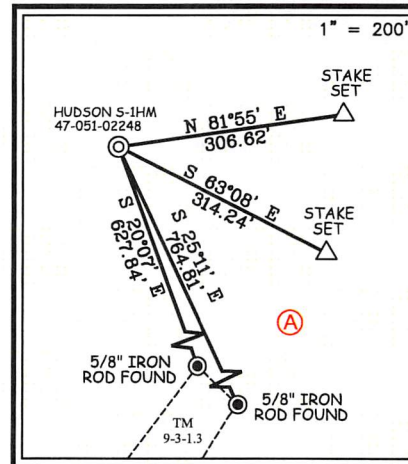 1" = 200'
STAKE
SET
HUDSON S-1HM
47-051-02248
N 81°55' E
306.62'
S 63°08' E
314.24'
STAKE
SET
S 25°11' E
764.81'
S 20°07' E
627.84'
A
5/8" IRON
ROD FOUND
5/8" IRON
ROD FOUND
TM
9-3-1.3